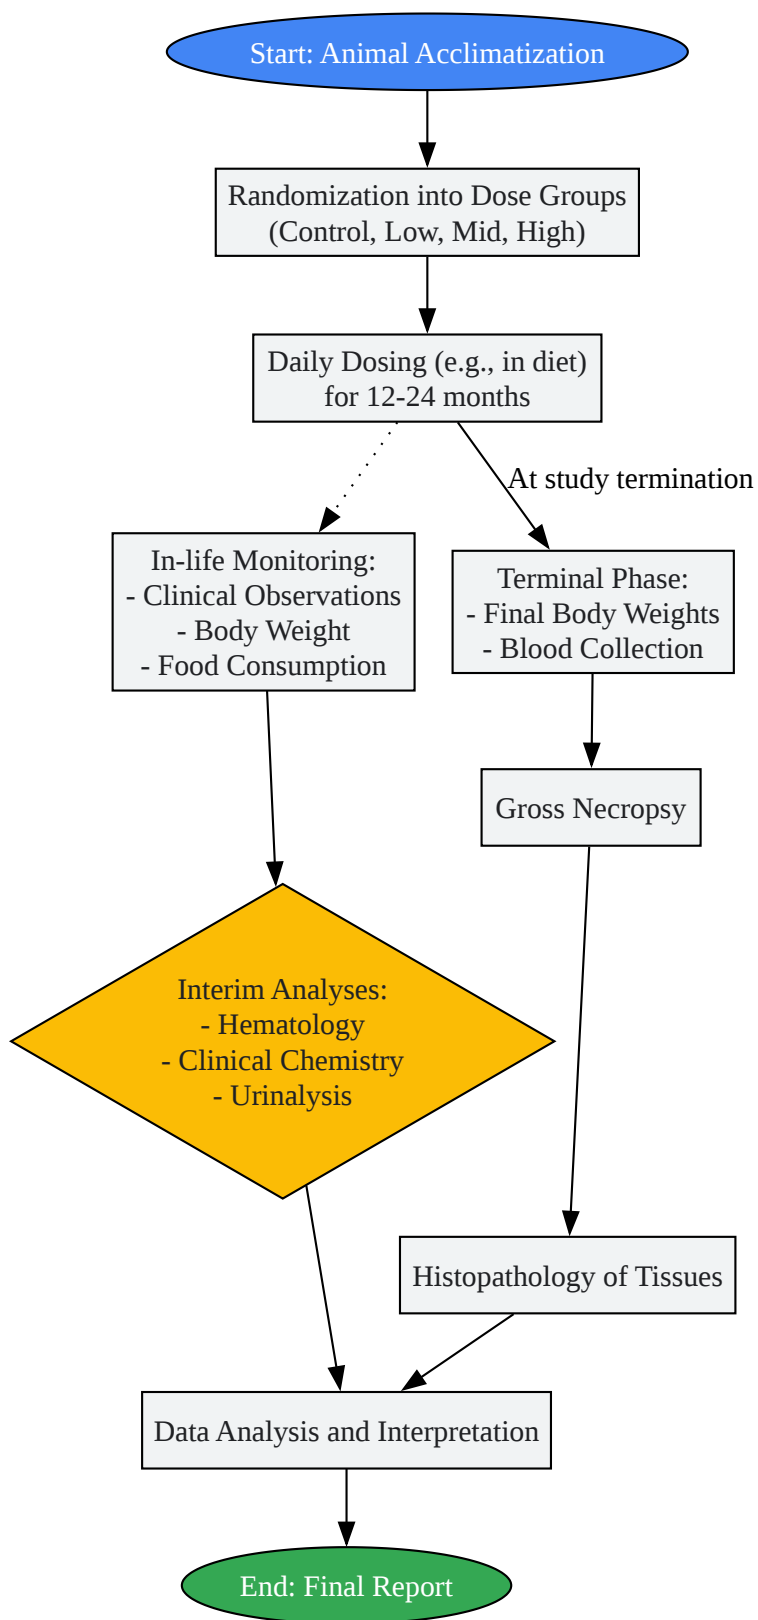 Start: Animal Acclimatization
Randomization into Dose Groups
(Control, Low, Mid, High)
Daily Dosing (e.g., in diet)
for 12-24 months
At study termination
In-life Monitoring:
- Clinical Observations
- Body Weight
- Food Consumption
Terminal Phase:
- Final Body Weights
- Blood Collection
Gross Necropsy
Interim Analyses:
- Hematology
- Clinical Chemistry
- Urinalysis
Histopathology of Tissues
Data Analysis and Interpretation
End: Final Report